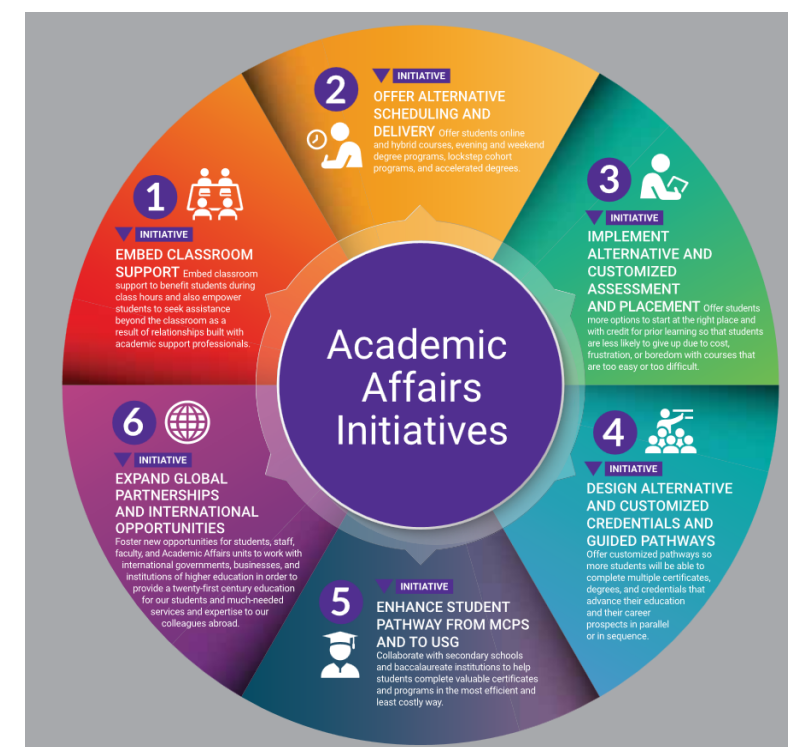 Academic
Affairs
Initiatives
1
INITIATIVE
EMBED CLASSROOM
SUPPORT Embed classroom
support to benefit students during
class hours and also empower
students to seek assistance
beyond the classroom as a
result of relationships built with
academic support professionals.
2
INITIATIVE
OFFER ALTERNATIVE
SCHEDULING AND
DELIVERY Offer students online
and hybrid courses, evening and weekend
degree programs, lockstep cohort
programs, and accelerated degrees.
3
INITIATIVE
IMPLEMENT
ALTERNATIVE AND
CUSTOMIZED
ASSESSMENT
AND PLACEMENT Offer students
more options to start at the right place and
with credit for prior learning so that students
are less likely to give up due to cost,
frustration, or boredom with courses that
are too easy or too difficult.
4
INITIATIVE
DESIGN ALTERNATIVE
AND CUSTOMIZED
CREDENTIALS AND
GUIDED PATHWAYS
Offer customized pathways so
more students will be able to
complete multiple certificates,
degrees, and credentials that
advance their education
and their career
prospects in parallel
or in sequence.
5
INITIATIVE
ENHANCE STUDENT
PATHWAY FROM MCPS
AND TO USG
Collaborate with secondary schools
and baccalaureate institutions to help
students complete valuable certificates
and programs in the most efficient and
least costly way.
6
INITIATIVE
EXPAND GLOBAL
PARTNERSHIPS
AND INTERNATIONAL
OPPORTUNITIES
Foster new opportunities for students, staff,
faculty, and Academic Affairs units to work with
international governments, businesses, and
institutions of higher education in order to
provide a twenty-first century education
for our students and much-needed
services and expertise to our
colleagues abroad.